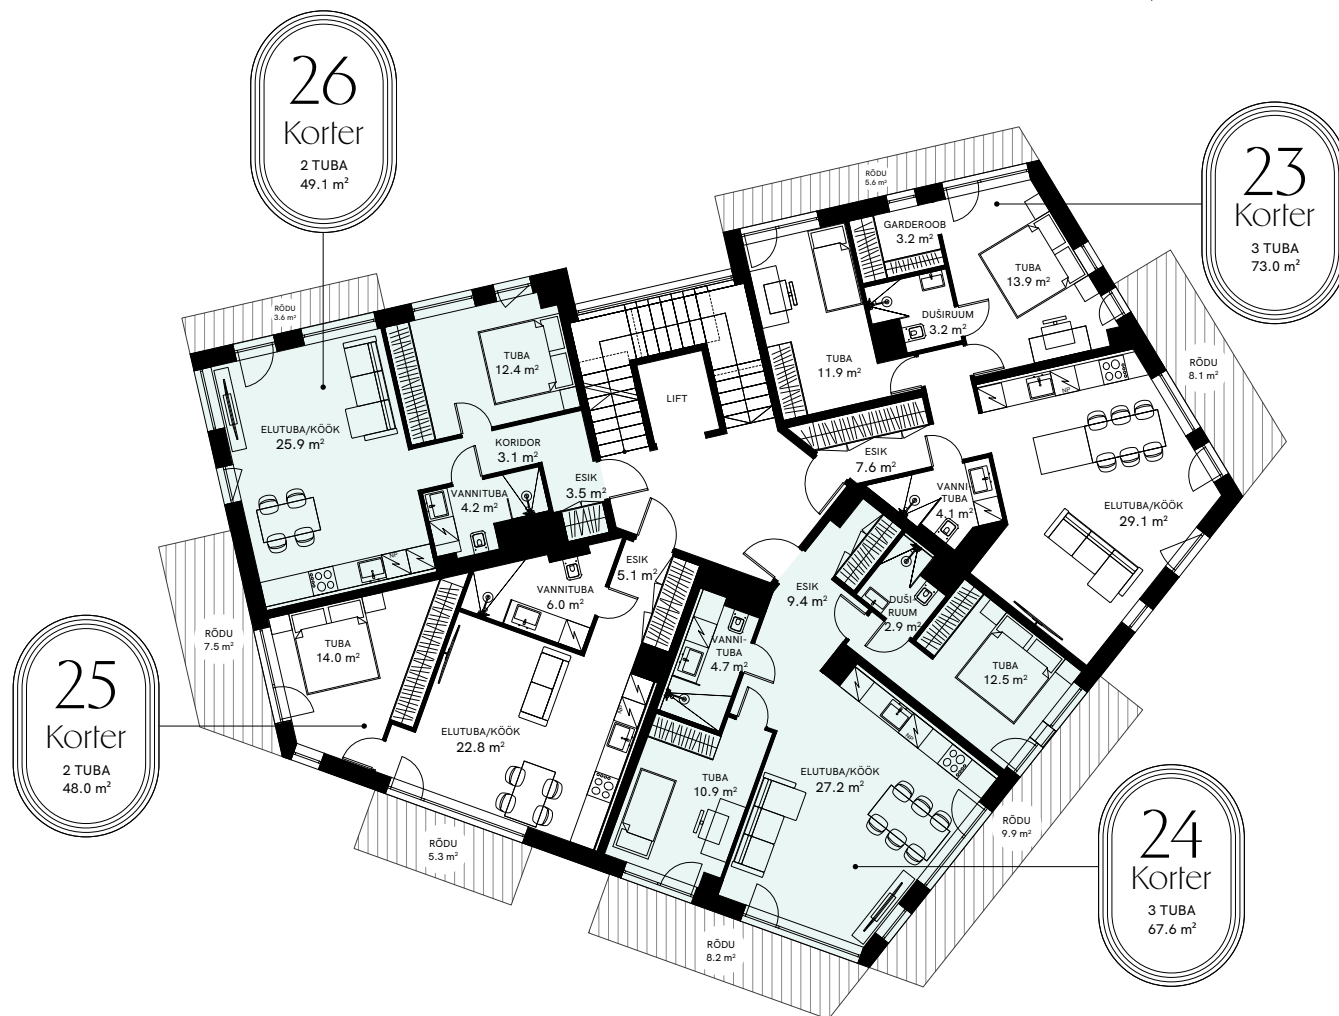 26
Korter
2 TUBA
49.1 m²
23
Korter
3 TUBA
73.0 m²
25
Korter
2 TUBA
48.0 m²
24
Korter
3 TUBA
67.6 m²
RÕDU
3.6 m²
ELUTUBA/KÖÖK
25.9 m²
TUBA
12.4 m²
KORIDOR
3.1 m²
ESIK
3.5 m²
VANNITUBA
4.2 m²
NP
LIFT
RÕDU
5.6 m²
GARDEROOB
3.2 m²
TUBA
13.9 m²
DUŠIRUUM
3.2 m²
TUBA
11.9 m²
RÕDU
8.1 m²
NP
ESIK
7.6 m²
VANNI-
TUBA
4.1 m²
ELUTUBA/KÖÖK
29.1 m²
RÕDU
7.5 m²
TUBA
14.0 m²
VANNITUBA
6.0 m²
ESIK
5.1 m²
ELUTUBA/KÖÖK
22.8 m²
NP
RÕDU
5.3 m²
ESIK
9.4 m²
DUŠI-
RUUM
2.9 m²
VANNI-
TUBA
4.7 m²
TUBA
12.5 m²
NP
TUBA
10.9 m²
ELUTUBA/KÖÖK
27.2 m²
RÕDU
9.9 m²
RÕDU
8.2 m²